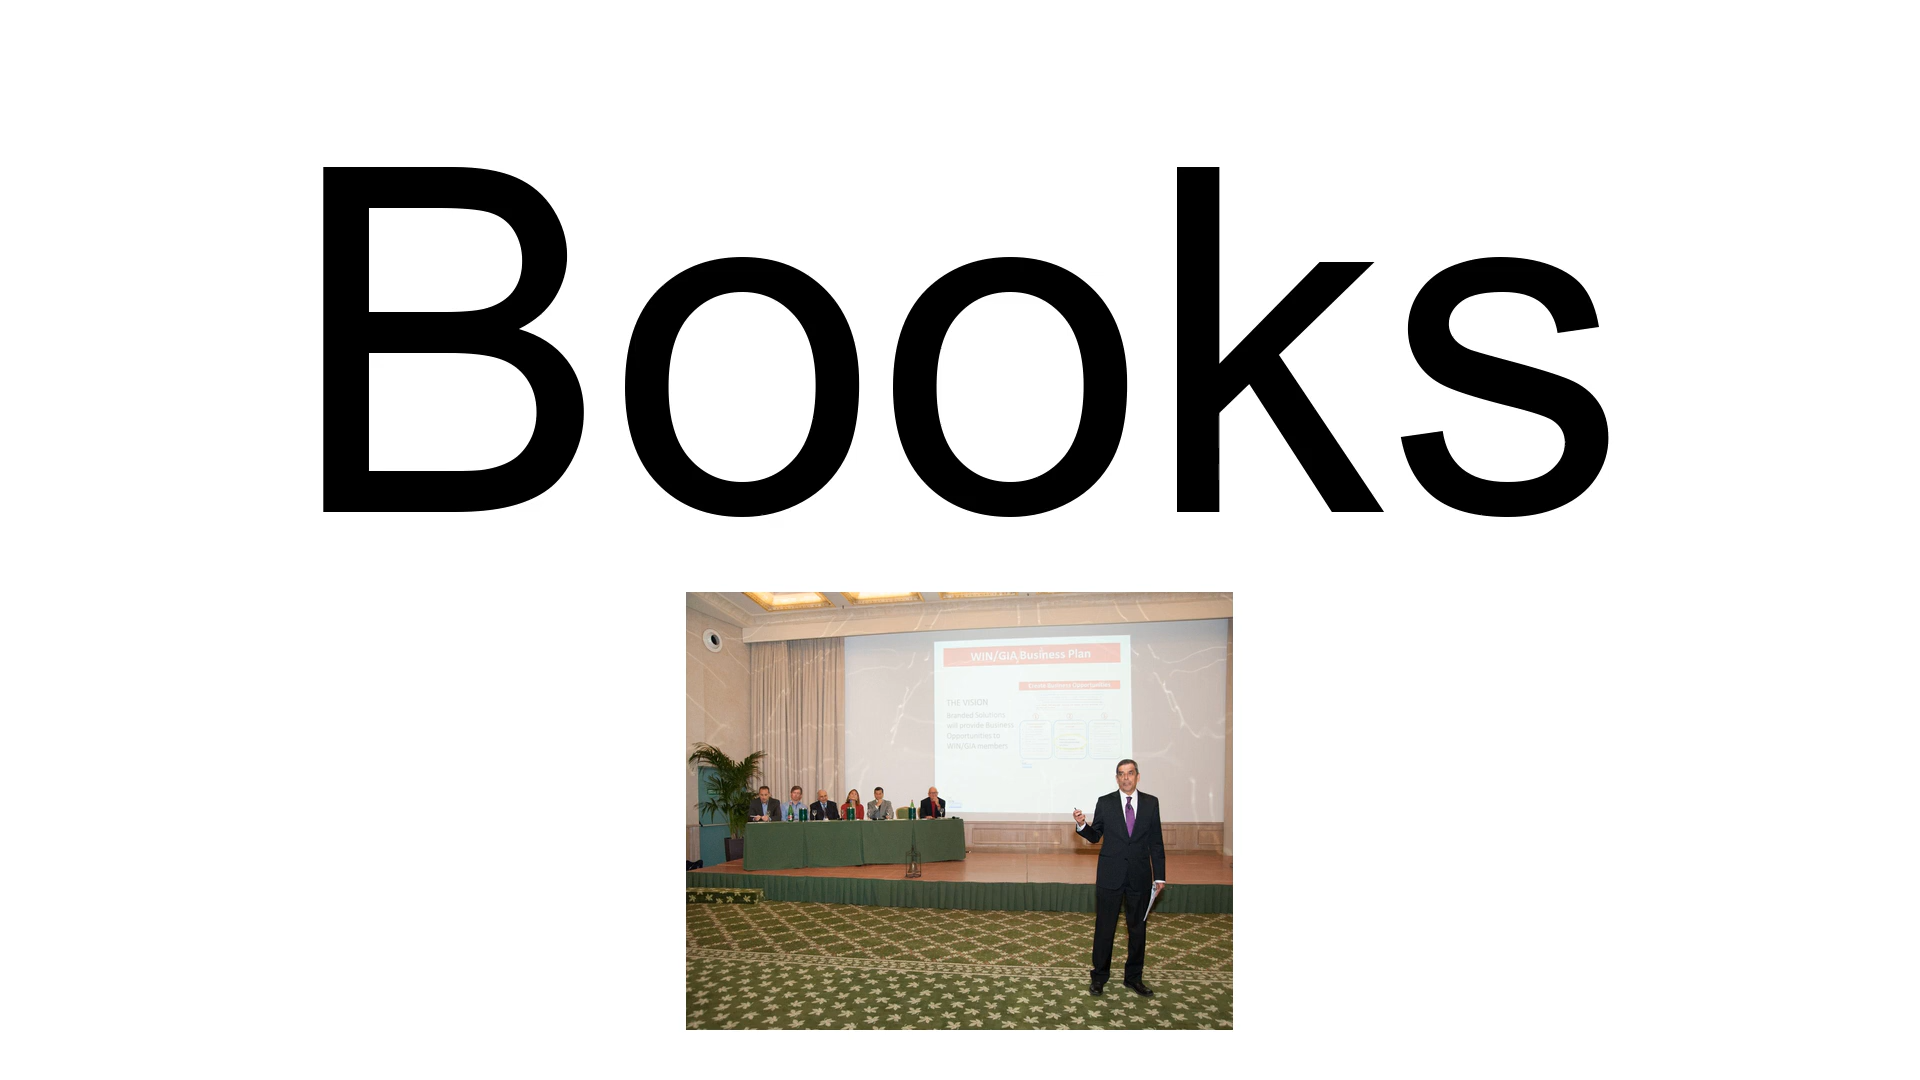 Books
WIN/GIA Business Plan
THE VISION
Branded Solutions
will provide Business
Opportunities to
WIN/GIA members